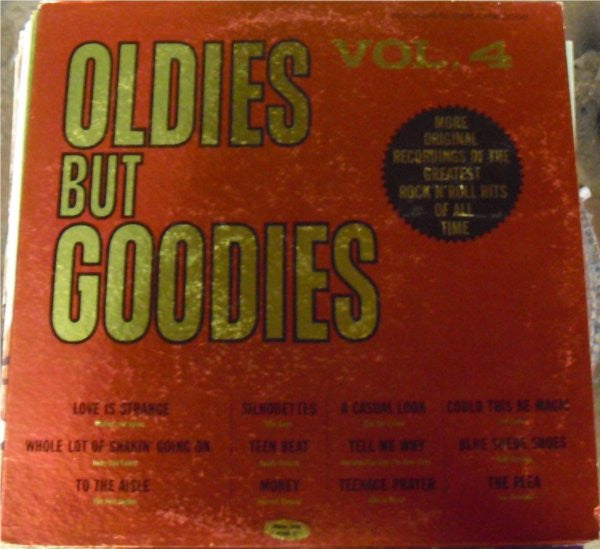 OLDIES
VOL. 4
BUT
GOODIES
MORE
ORIGINAL
RECORDINGS OF THE
GREATEST
ROCK 'N' ROLL HITS
OF ALL
TIME
LOVE IS STRANGE
SILHOUETTES
A CASUAL LOOK
COULD THIS BE MAGIC
WHOLE LOT OF SHAKIN' GOING ON
TEEN BEAT
TELL ME WHY
BLUE SUEDE SHOES
TO THE AISLE
MONEY
TEENAGE PRAYER
THE PLEA